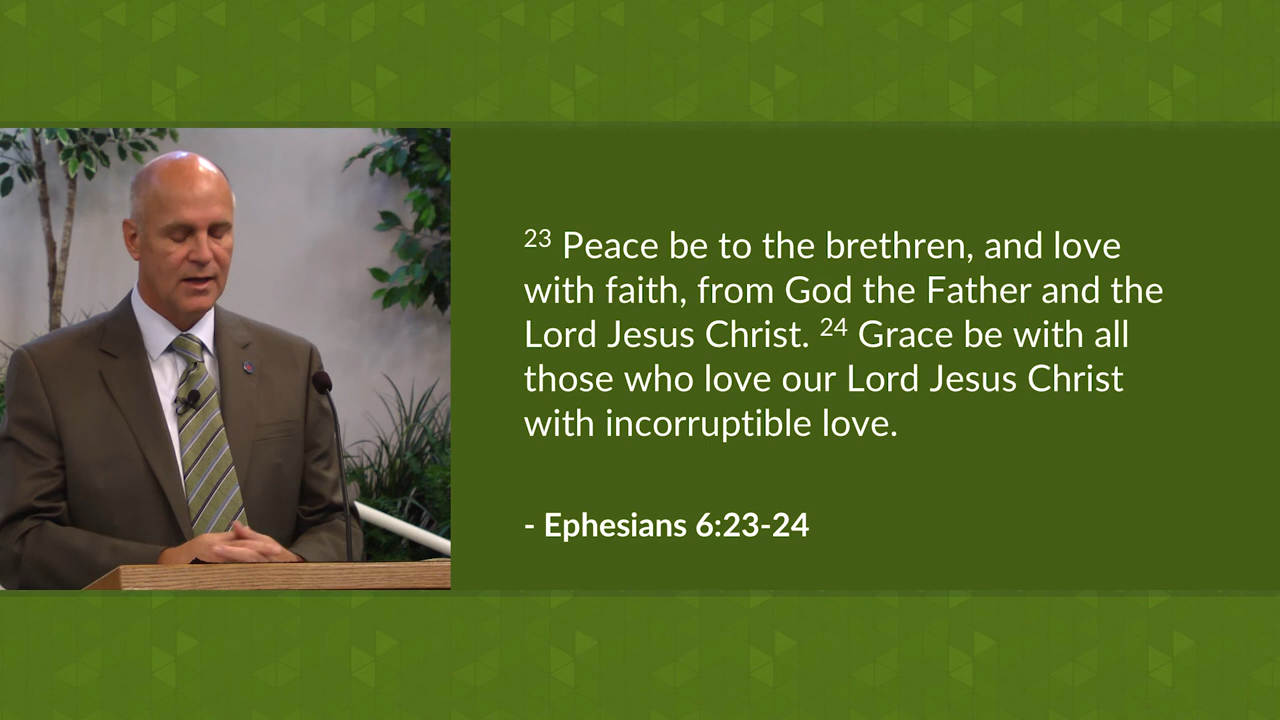 23 Peace be to the brethren, and love
with faith, from God the Father and the
Lord Jesus Christ. 24 Grace be with all
those who love our Lord Jesus Christ
with incorruptible love.
- Ephesians 6:23-24